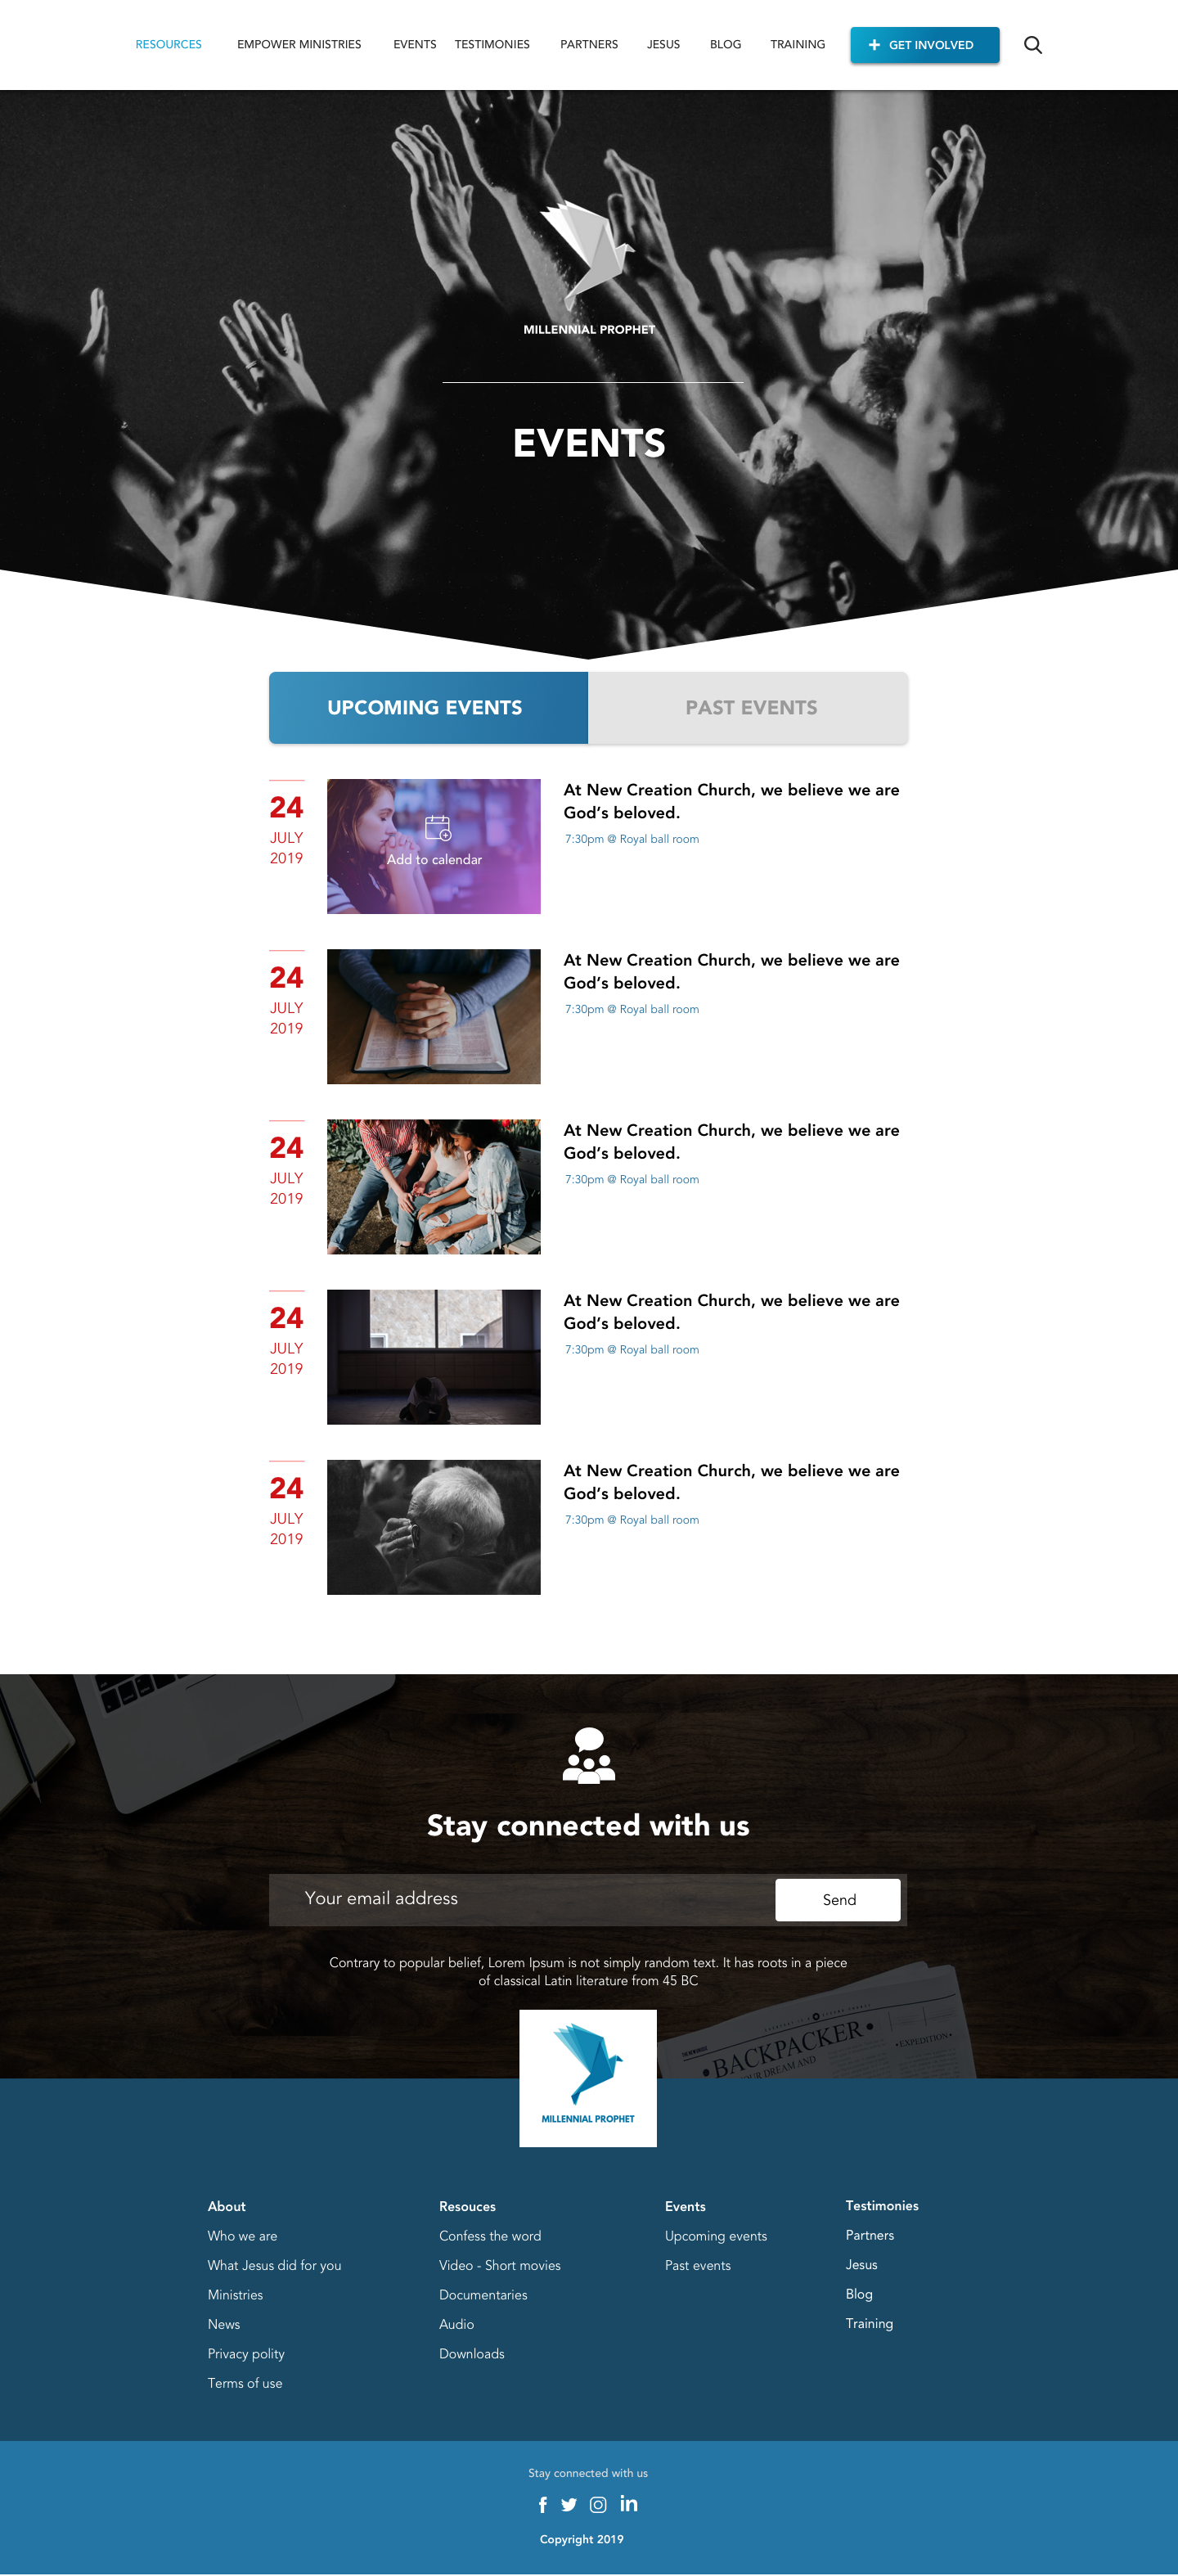 RESOURCES EMPOWER MINISTRIES EVENTS TESTIMONIES PARTNERS JESUS BLOG TRAINING GET INVOLVED
MILLENNIAL PROPHET
EVENTS
UPCOMING EVENTS PAST EVENTS
24
JULY
2019
Add to calendar
At New Creation Church, we believe we are
God’s beloved.
7:30pm @ Royal ball room
24
JULY
2019
At New Creation Church, we believe we are
God’s beloved.
7:30pm @ Royal ball room
24
JULY
2019
At New Creation Church, we believe we are
God’s beloved.
7:30pm @ Royal ball room
24
JULY
2019
At New Creation Church, we believe we are
God’s beloved.
7:30pm @ Royal ball room
24
JULY
2019
At New Creation Church, we believe we are
God’s beloved.
7:30pm @ Royal ball room
Stay connected with us
Your email address Send
Contrary to popular belief, Lorem Ipsum is not simply random text. It has roots in a piece
of classical Latin literature from 45 BC
•BACKPACKER•
•EXPEDITION•
DREAM AND
MILLENNIAL PROPHET
About
Who we are
What Jesus did for you
Ministries
News
Privacy polity
Terms of use
Resouces
Confess the word
Video - Short movies
Documentaries
Audio
Downloads
Events
Upcoming events
Past events
Testimonies
Partners
Jesus
Blog
Training
Stay connected with us
Copyright 2019